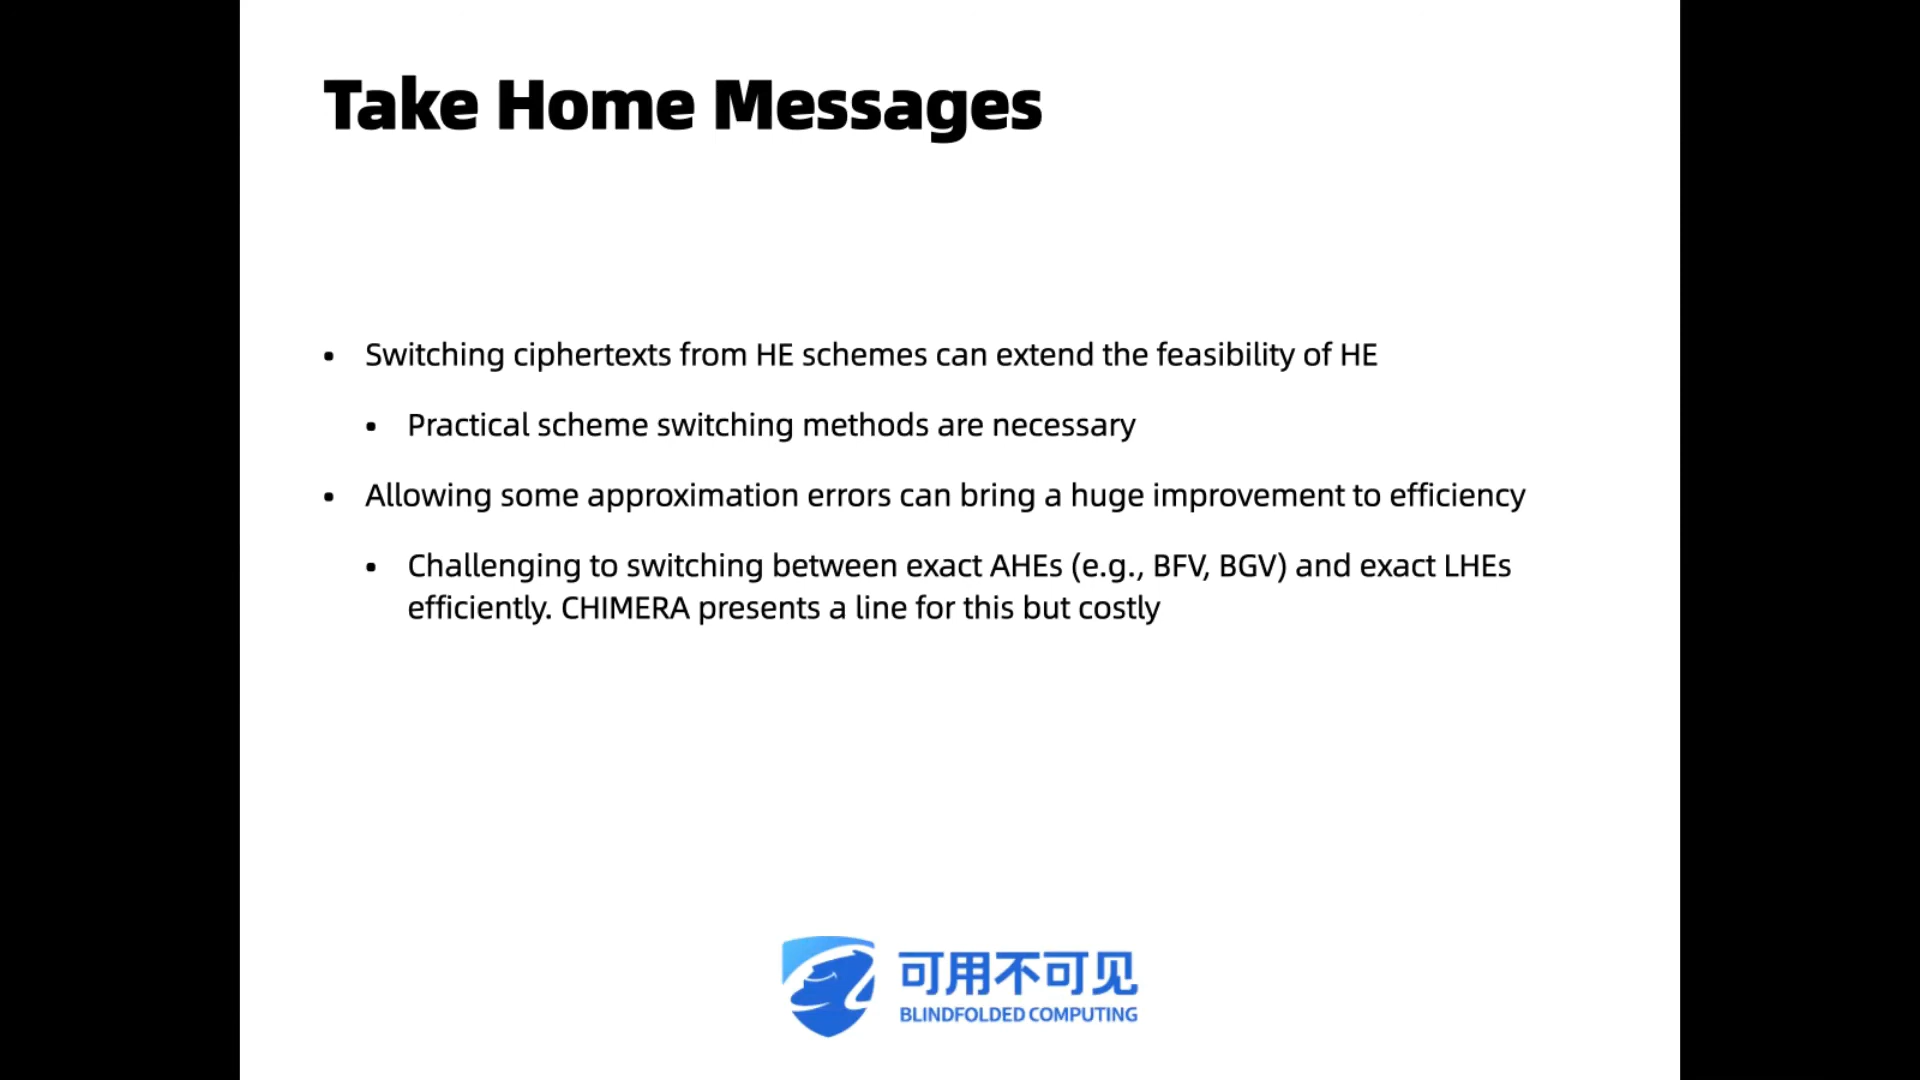 Take Home Messages
• Switching ciphertexts from HE schemes can extend the feasibility of HE
• Practical scheme switching methods are necessary
• Allowing some approximation errors can bring a huge improvement to efficiency
• Challenging to switching between exact AHEs (e.g., BFV, BGV) and exact LHEs
efficiently. CHIMERA presents a line for this but costly
可用不可见
BLINDFOLDED COMPUTING